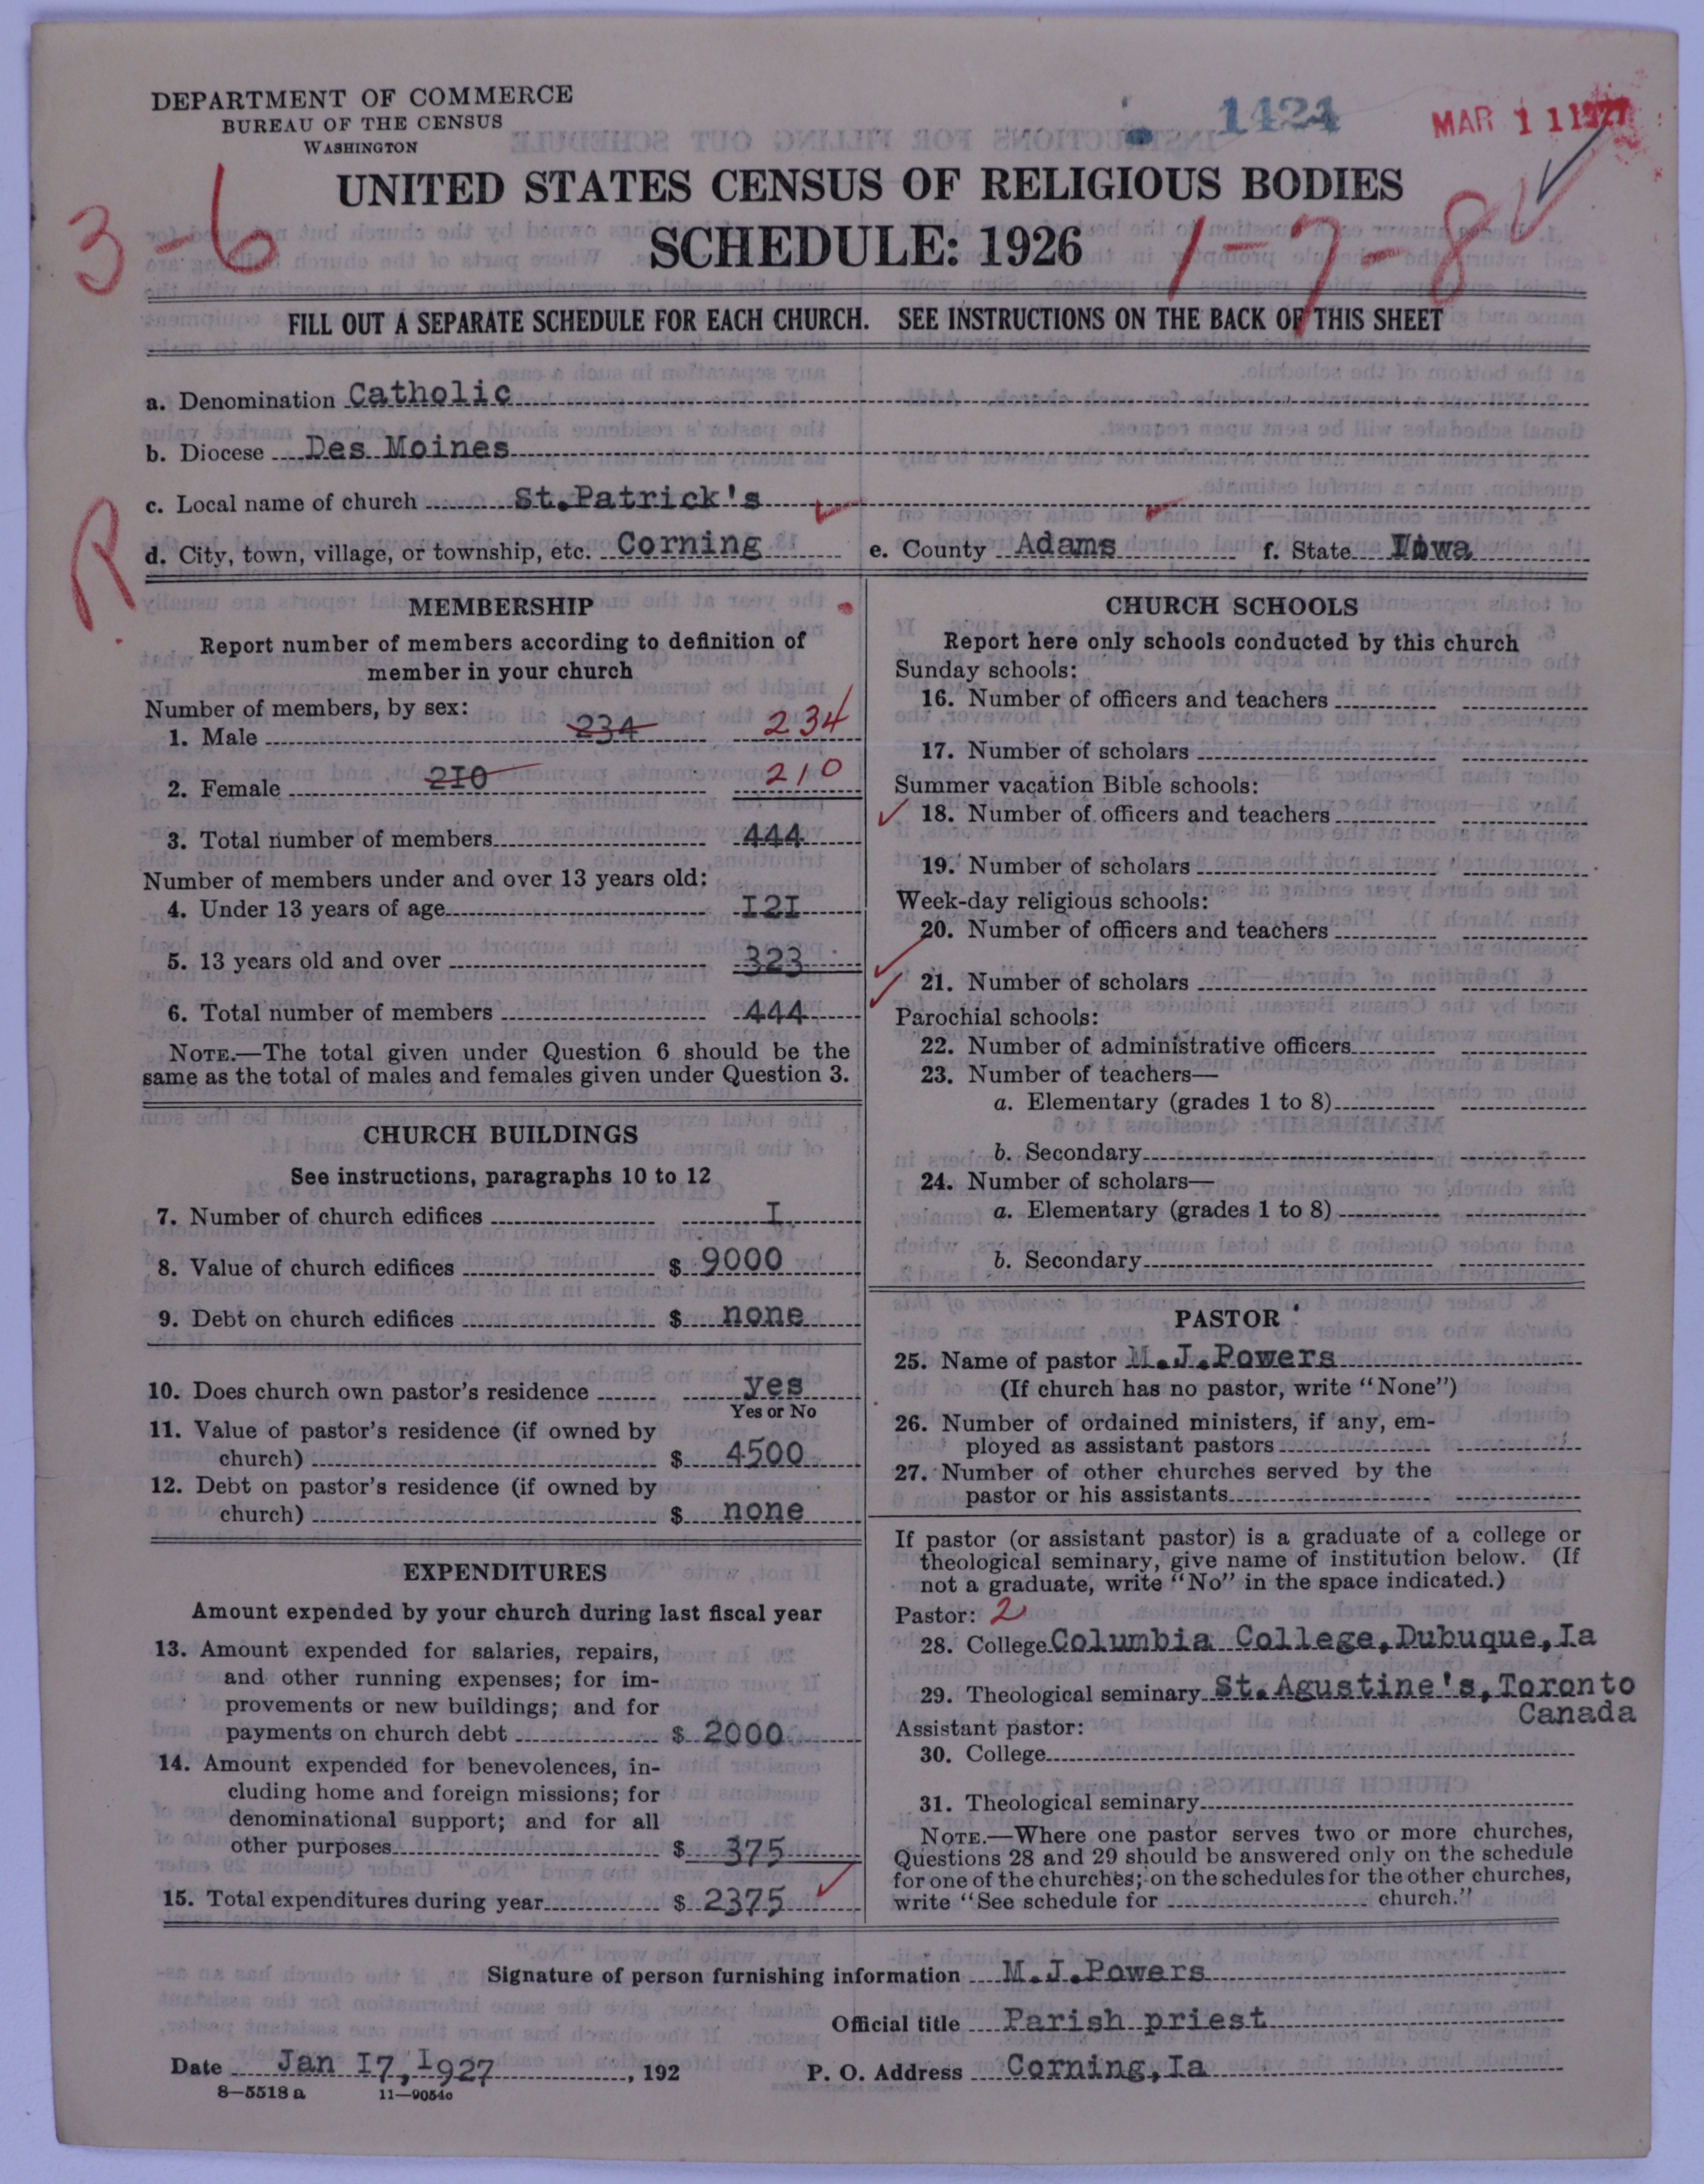 DEPARTMENT OF COMMERCE
BUREAU OF THE CENSUS
WASHINGTON
1424
MAR 11 1927
UNITED STATES CENSUS OF RELIGIOUS BODIES
SCHEDULE: 1926
3-6
1-7-8
FILL OUT A SEPARATE SCHEDULE FOR EACH CHURCH. SEE INSTRUCTIONS ON THE BACK OF THIS SHEET
a. Denomination Catholic
b. Diocese Des Moines
c. Local name of church St.Patrick's
R
d. City, town, village, or township, etc. Corning e. County Adams f. State Iowa
MEMBERSHIP
Report number of members according to definition of
member in your church
Number of members, by sex:
1. Male 234 234
2. Female 2I0 210
3. Total number of members 444
Number of members under and over 13 years old:
4. Under 13 years of age I2I
5. 13 years old and over 323
6. Total number of members 444
NOTE.—The total given under Question 6 should be the
same as the total of males and females given under Question 3.
CHURCH BUILDINGS
See instructions, paragraphs 10 to 12
7. Number of church edifices I
8. Value of church edifices $ 9000
9. Debt on church edifices $ none
10. Does church own pastor's residence yes
Yes or No
11. Value of pastor's residence (if owned by
church) $ 4500
12. Debt on pastor's residence (if owned by
church) $ none
EXPENDITURES
Amount expended by your church during last fiscal year
13. Amount expended for salaries, repairs,
and other running expenses; for im-
provements or new buildings; and for
payments on church debt $ 2000
14. Amount expended for benevolences, in-
cluding home and foreign missions; for
denominational support; and for all
other purposes $ 375
15. Total expenditures during year $ 2375
CHURCH SCHOOLS
Report here only schools conducted by this church
Sunday schools:
16. Number of officers and teachers
17. Number of scholars
Summer vacation Bible schools:
18. Number of officers and teachers
19. Number of scholars
Week-day religious schools:
20. Number of officers and teachers
21. Number of scholars
Parochial schools:
22. Number of administrative officers
23. Number of teachers—
a. Elementary (grades 1 to 8)
b. Secondary
24. Number of scholars—
a. Elementary (grades 1 to 8)
b. Secondary
PASTOR
25. Name of pastor M.J.Powers
(If church has no pastor, write "None")
26. Number of ordained ministers, if any, em-
ployed as assistant pastors
27. Number of other churches served by the
pastor or his assistants
If pastor (or assistant pastor) is a graduate of a college or
theological seminary, give name of institution below. (If
not a graduate, write "No" in the space indicated.)
Pastor: 2
28. College Columbia College,Dubuque,Ia
29. Theological seminary St.Agustine's,Toronto
Canada
Assistant pastor:
30. College
31. Theological seminary
NOTE.—Where one pastor serves two or more churches,
Questions 28 and 29 should be answered only on the schedule
for one of the churches; on the schedules for the other churches,
write "See schedule for church."
Signature of person furnishing information M.J.Powers
Official title Parish priest
Date Jan I7,I927, 192 P. O. Address Corning,Ia
8—5518 a 11—9054c